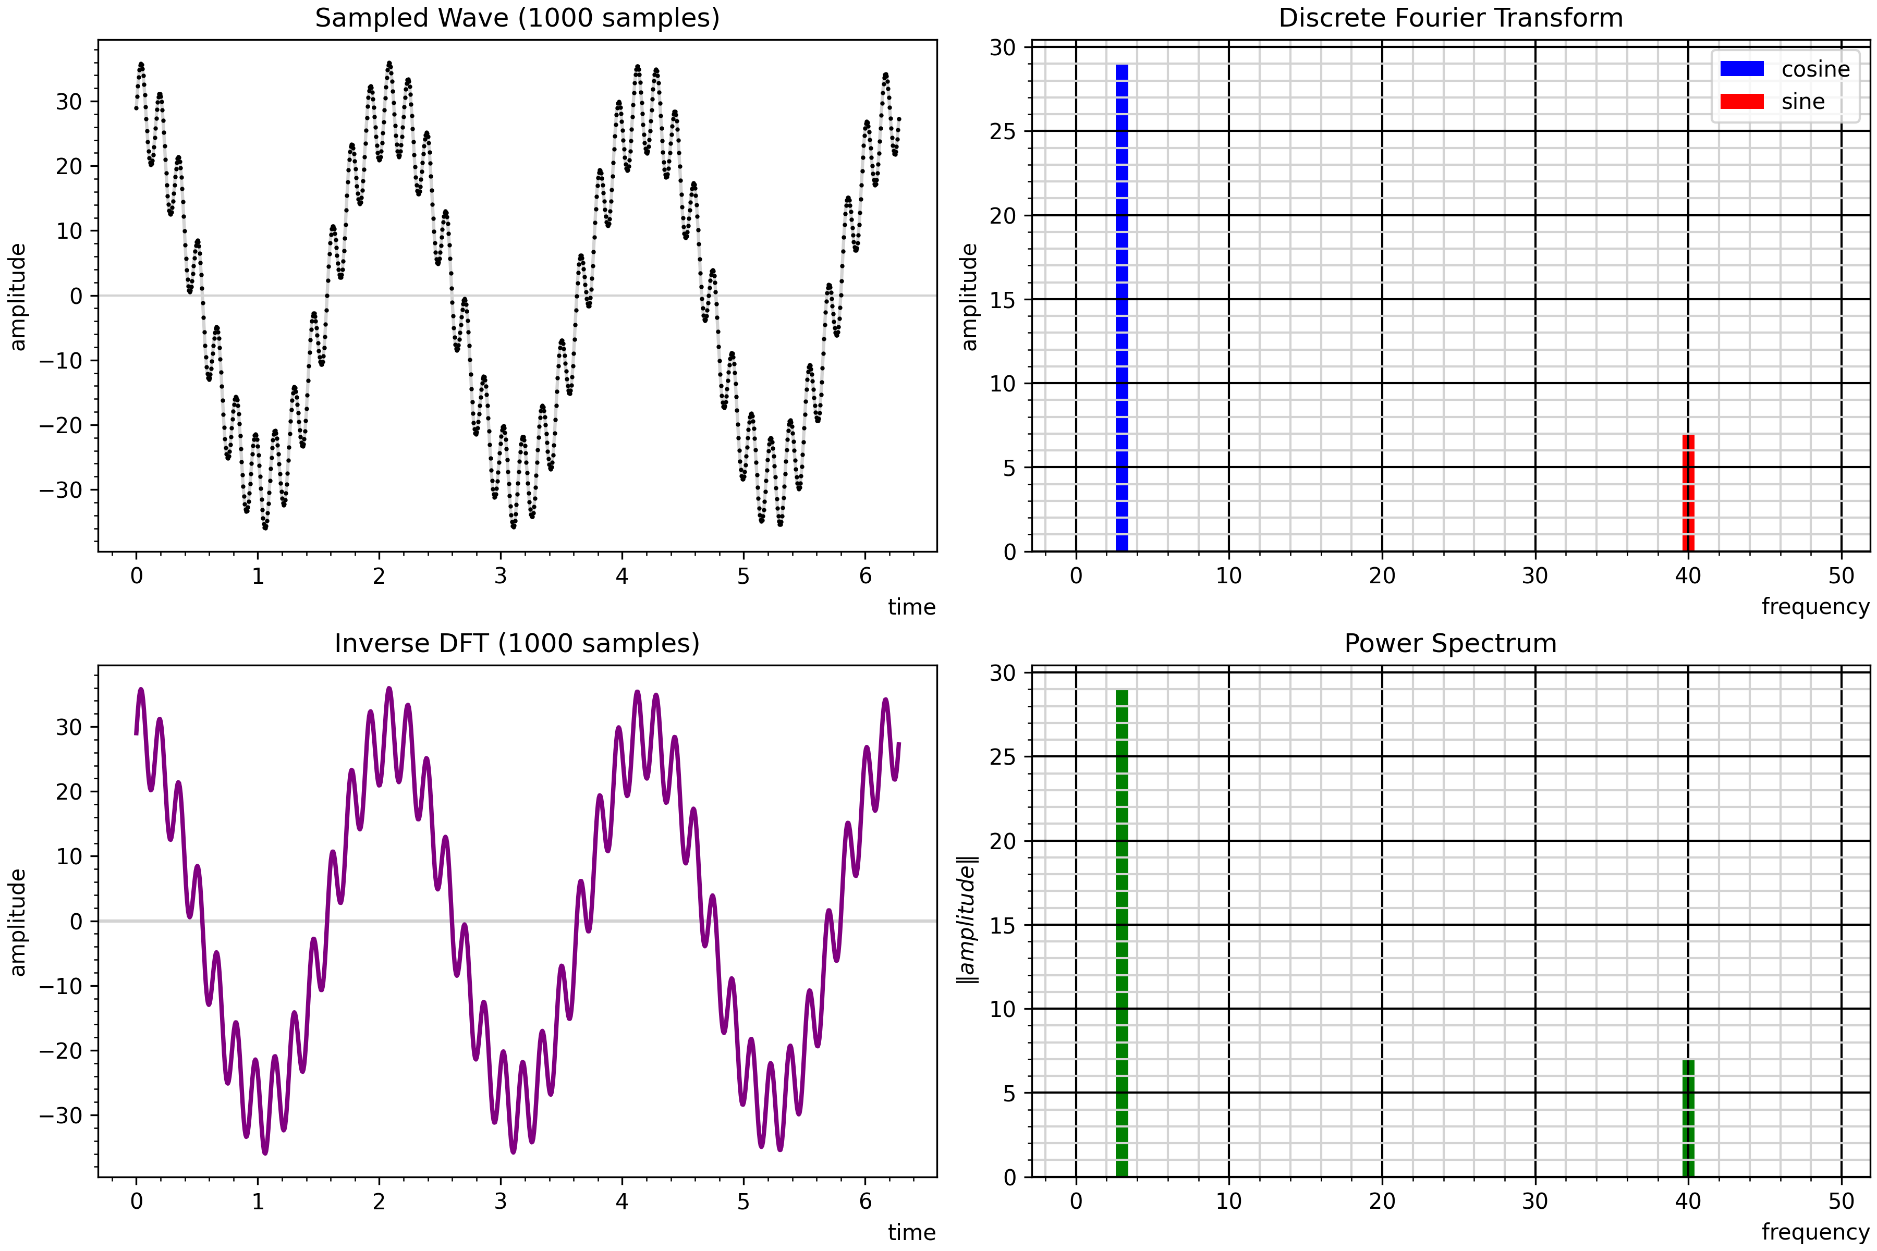 Sampled Wave (1000 samples)
amplitude
30
20
10
0
−10
−20
−30
0 1 2 3 4 5 6
time
Discrete Fourier Transform
amplitude
30
25
20
15
10
5
0
cosine
sine
0 10 20 30 40 50
frequency
Inverse DFT (1000 samples)
amplitude
30
20
10
0
−10
−20
−30
0 1 2 3 4 5 6
time
Power Spectrum
‖amplitude‖
30
25
20
15
10
5
0
0 10 20 30 40 50
frequency